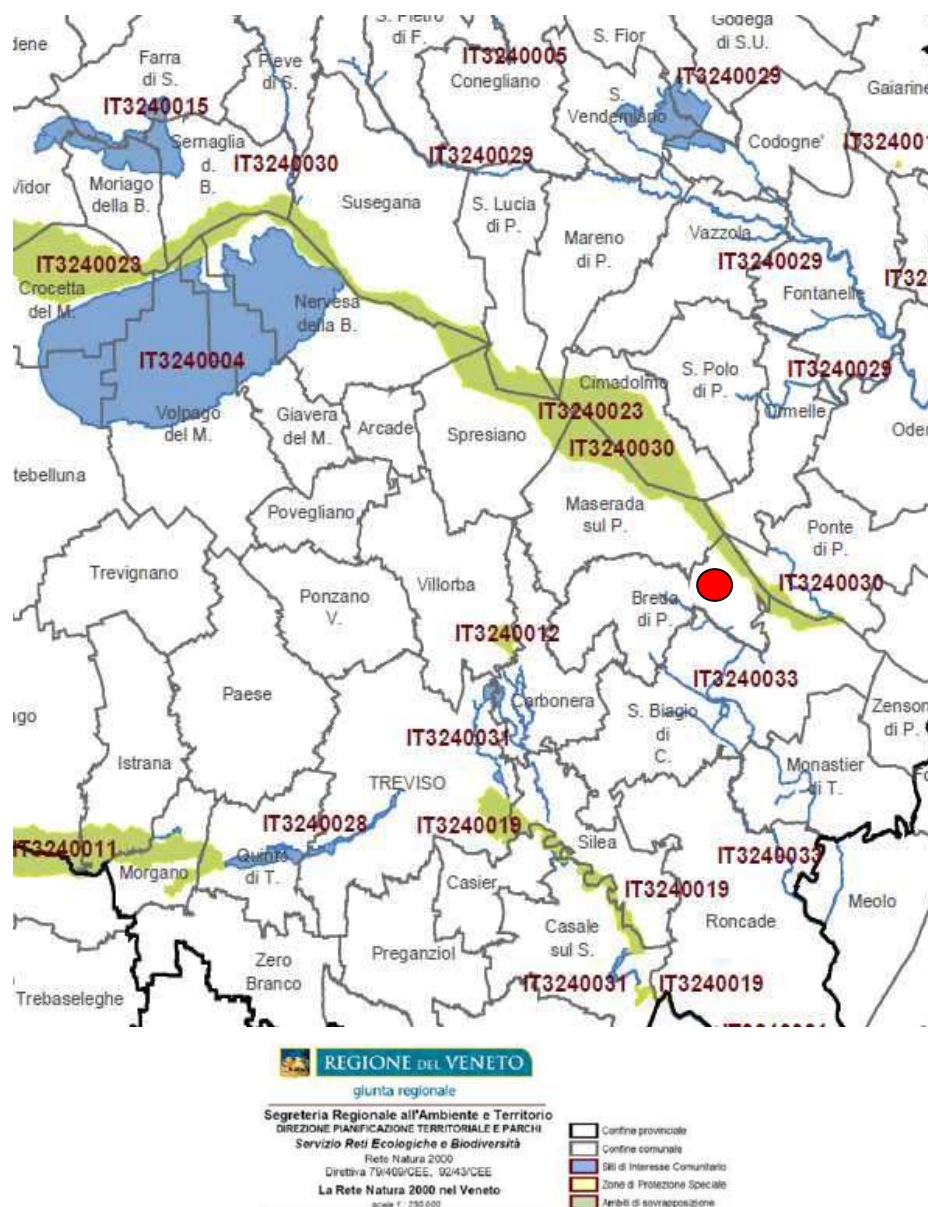 dene
Farra
di S.
Pieve
di S.
S. Pietro
di F.
IT3240005
Conegliano
S. Fior
Godega
di S.U.
IT3240029
Gaiarine
IT3240015
Sernaglia
d.
B.
IT3240030
IT3240029
S.
Vendemiano
Codogne'
Vidor
Moriago
della B.
Susegana
S. Lucia
di P.
Mareno
di P.
Vazzola
IT3240029
IT3240023
Crocetta
del M.
Nervesa
della B.
Fontanelle
IT3240004
Cimadolmo
S. Polo
di P.
IT3240029
Volpago
del M.
Giavera
del M.
Arcade
Spresiano
IT3240023
IT3240030
Ormelle
Oder
tebelluna
Povegliano
Maserada
sul P.
Ponte
di P.
Trevignano
Ponzano
V.
Villorba
Breda
di P.
IT3240030
IT3240012
Paese
Carbonera
S. Biagio
di
C.
IT3240033
Zenson
di P.
ago
Istrana
IT3240031
Monastier
di T.
TREVISO
IT3240028
IT3240019
Silea
IT3240011
Morgano
Quinto
di T.
Casier
IT3240019
IT3240033
Meolo
Roncade
Preganziol
Casale
sul S.
Zero
Branco
Trebaseleghe
IT3240031
IT3240019
REGIONE DEL VENETO
giunta regionale
Segreteria Regionale all'Ambiente e Territorio
DIREZIONE PIANIFICAZIONE TERRITORIALE E PARCHI
Servizio Reti Ecologiche e Biodiversità
Rete Natura 2000
Direttiva 79/409/CEE, 92/43/CEE
La Rete Natura 2000 nel Veneto
scala 1 : 250.000
Confine provinciale
Confine comunale
Siti di Interesse Comunitario
Zone di Protezione Speciale
Ambiti di sovrapposizione